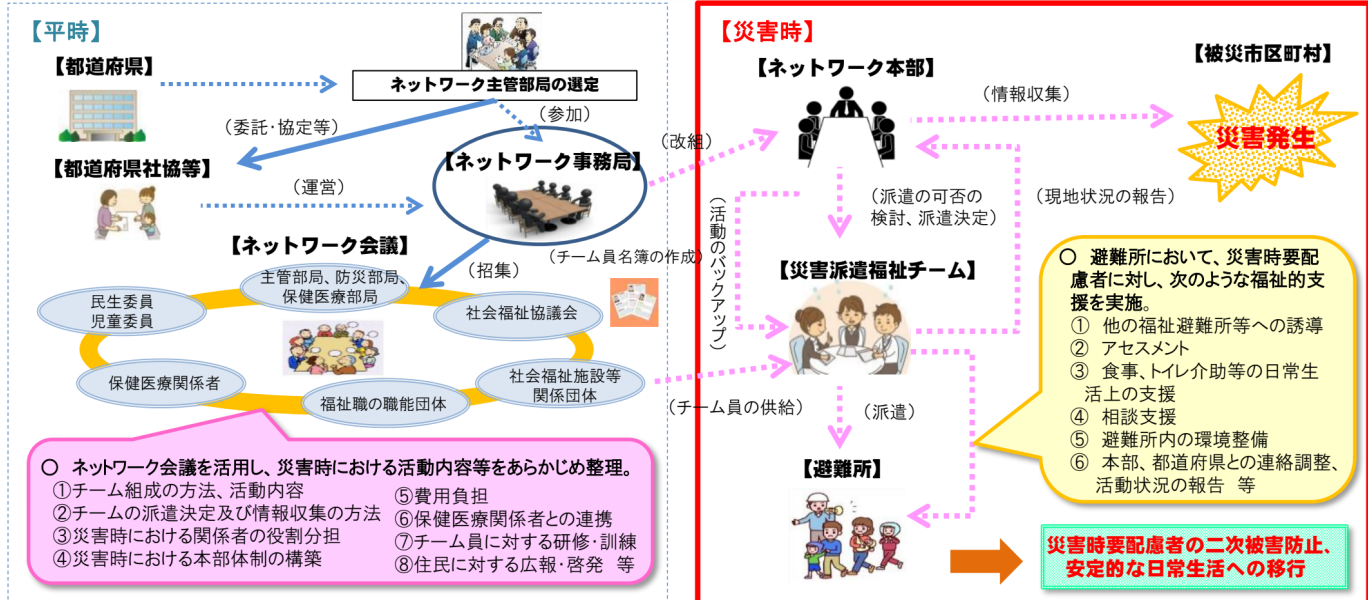 【平時】
【都道府県】
ネットワーク主管部局の選定
（委託・協定等）
（参加）
【都道府県社協等】
（運営）
【ネットワーク事務局】
【ネットワーク会議】
（招集）
（チーム員名簿の作成）
主管部局、防災部局、
保健医療部局
民生委員
児童委員
社会福祉協議会
保健医療関係者
福祉職の職能団体
社会福祉施設等
関係団体
○ ネットワーク会議を活用し、災害時における活動内容等をあらかじめ整理。
①チーム組成の方法、活動内容
②チームの派遣決定及び情報収集の方法
③災害時における関係者の役割分担
④災害時における本部体制の構築
⑤費用負担
⑥保健医療関係者との連携
⑦チーム員に対する研修・訓練
⑧住民に対する広報・啓発 等
（改組）
（チーム員の供給）
【災害時】
【ネットワーク本部】
（情報収集）
【被災市区町村】
災害発生
（派遣の可否の
検討、派遣決定）
（現地状況の報告）
（活動のバックアップ）
【災害派遣福祉チーム】
（派遣）
【避難所】
○ 避難所において、災害時要配
慮者に対し、次のような福祉的支
援を実施。
① 他の福祉避難所等への誘導
② アセスメント
③ 食事、トイレ介助等の日常生
活上の支援
④ 相談支援
⑤ 避難所内の環境整備
⑥ 本部、都道府県との連絡調整、
活動状況の報告 等
災害時要配慮者の二次被害防止、
安定的な日常生活への移行